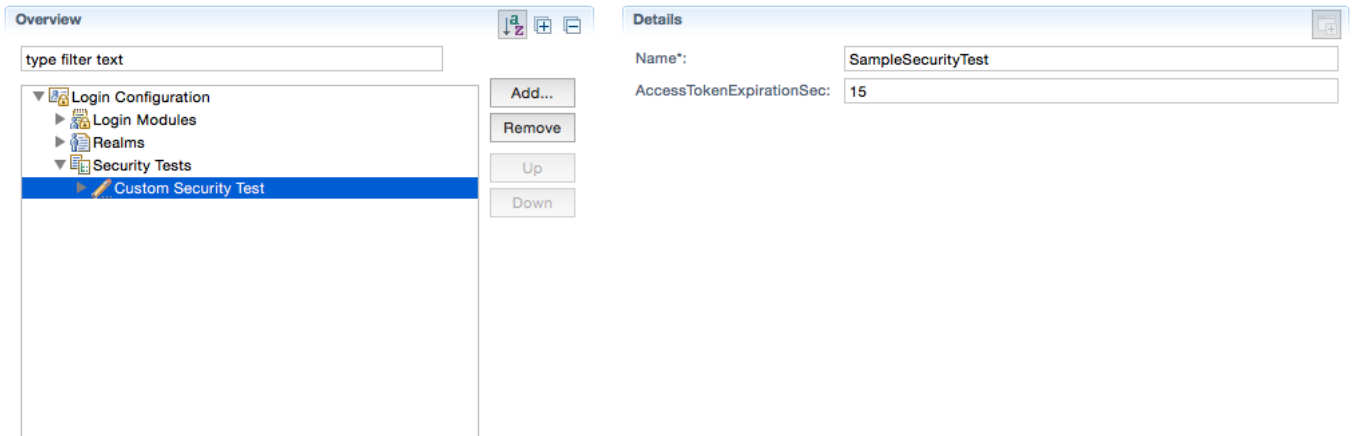 Overview
type filter text
Login Configuration
Login Modules
Realms
Security Tests
Custom Security Test
Add...
Remove
Up
Down
Details
Name*: SampleSecurityTest
AccessTokenExpirationSec: 15